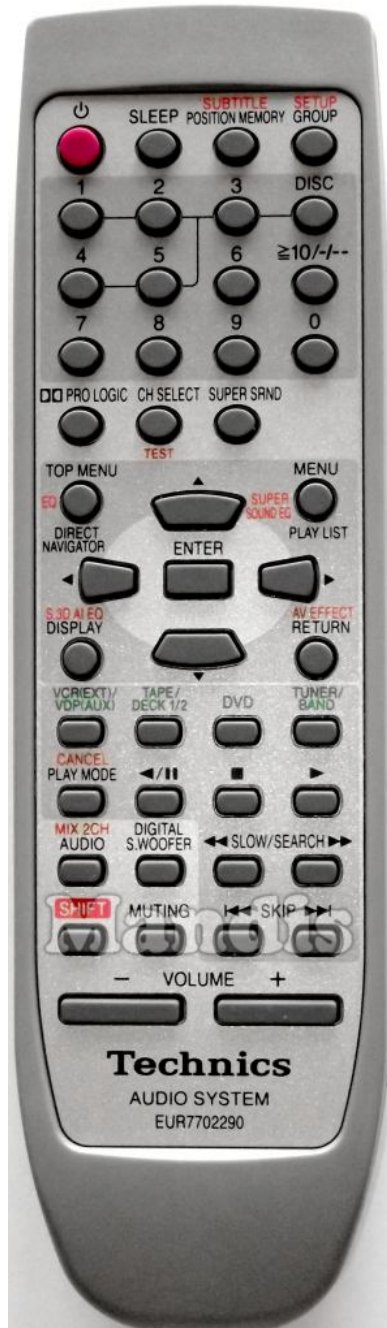 SUBTITLE SETUP
SLEEP POSITION MEMORY GROUP
1 2 3 DISC
4 5 6 ≧10/-/--
7 8 9 0
PRO LOGIC CH SELECT SUPER SRND
TEST
TOP MENU MENU
EQ SUPER
SOUND EQ
DIRECT
NAVIGATOR
PLAY LIST
ENTER
S.3D AI EQ AV EFFECT
DISPLAY RETURN
VCR(EXT)/ TAPE/ DVD TUNER/
VDP(AUX) DECK 1/2 BAND
CANCEL
PLAY MODE ◀/❚❚ ■ ▶
MIX 2CH DIGITAL
AUDIO S.WOOFER ◀◀ SLOW/SEARCH ▶▶
SHIFT MUTING |◀◀ SKIP ▶▶|
Mandis
− VOLUME +
Technics
AUDIO SYSTEM
EUR7702290